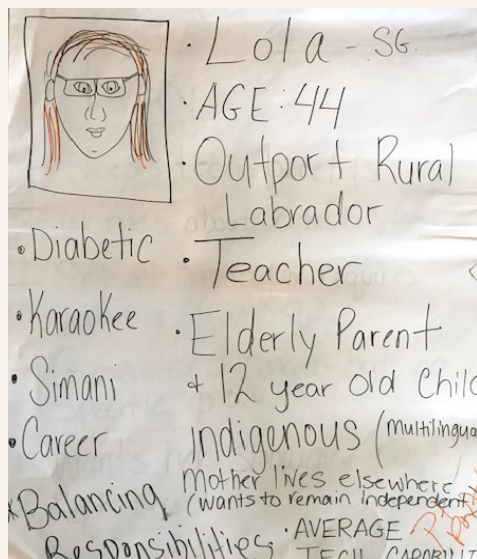 • Lola - SG.
• AGE: 44
• Outport Rural
Labrador
• Teacher
• Elderly Parent
+ 12 year old Chil
Indigenous (multilingua
Mother lives elsewhere
(wants to remain independent)
• AVERAGE
TECH CAPABILIT
• Diabetic
• Karaokee
• Simani
• Career
* Balancing
Responsibilities